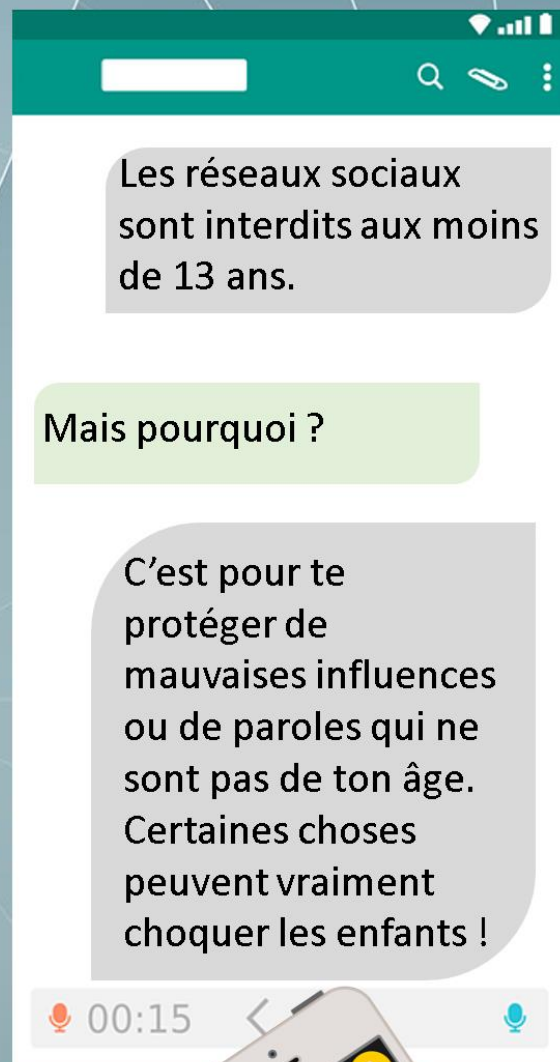 Les réseaux sociaux
sont interdits aux moins
de 13 ans.
Mais pourquoi ?
C’est pour te
protéger de
mauvaises influences
ou de paroles qui ne
sont pas de ton âge.
Certaines choses
peuvent vraiment
choquer les enfants !
00:15